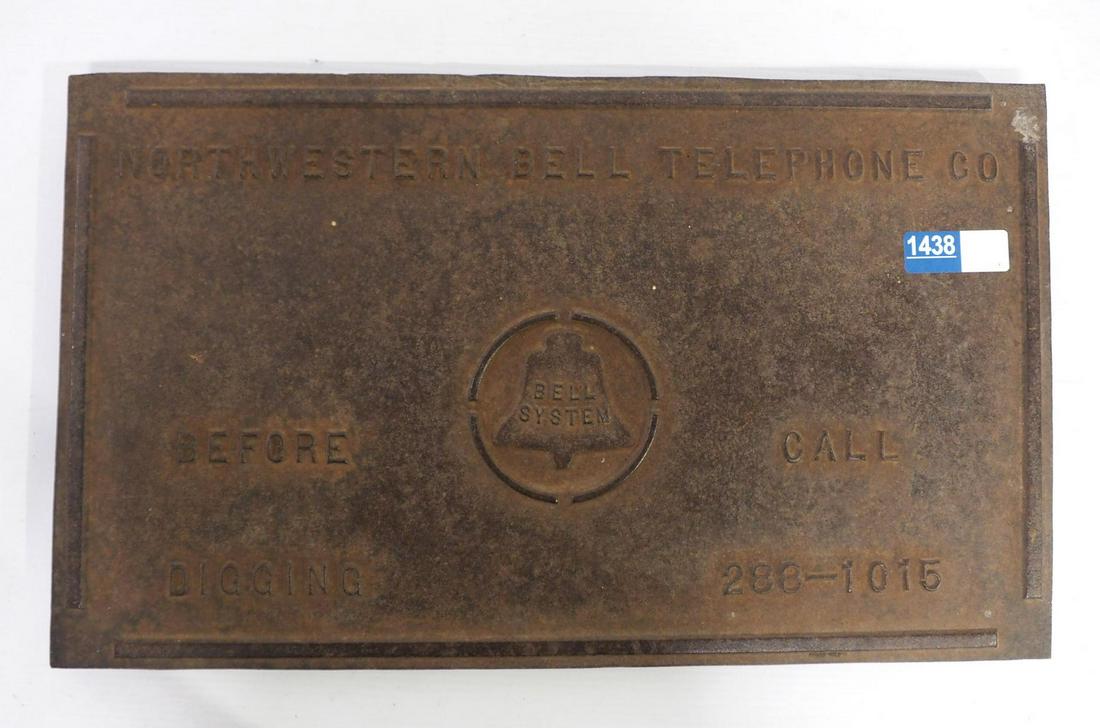 NORTHWESTERN BELL TELEPHONE CO
1438
BELL
SYSTEM
BEFORE CALL
DIGGING 288-1015